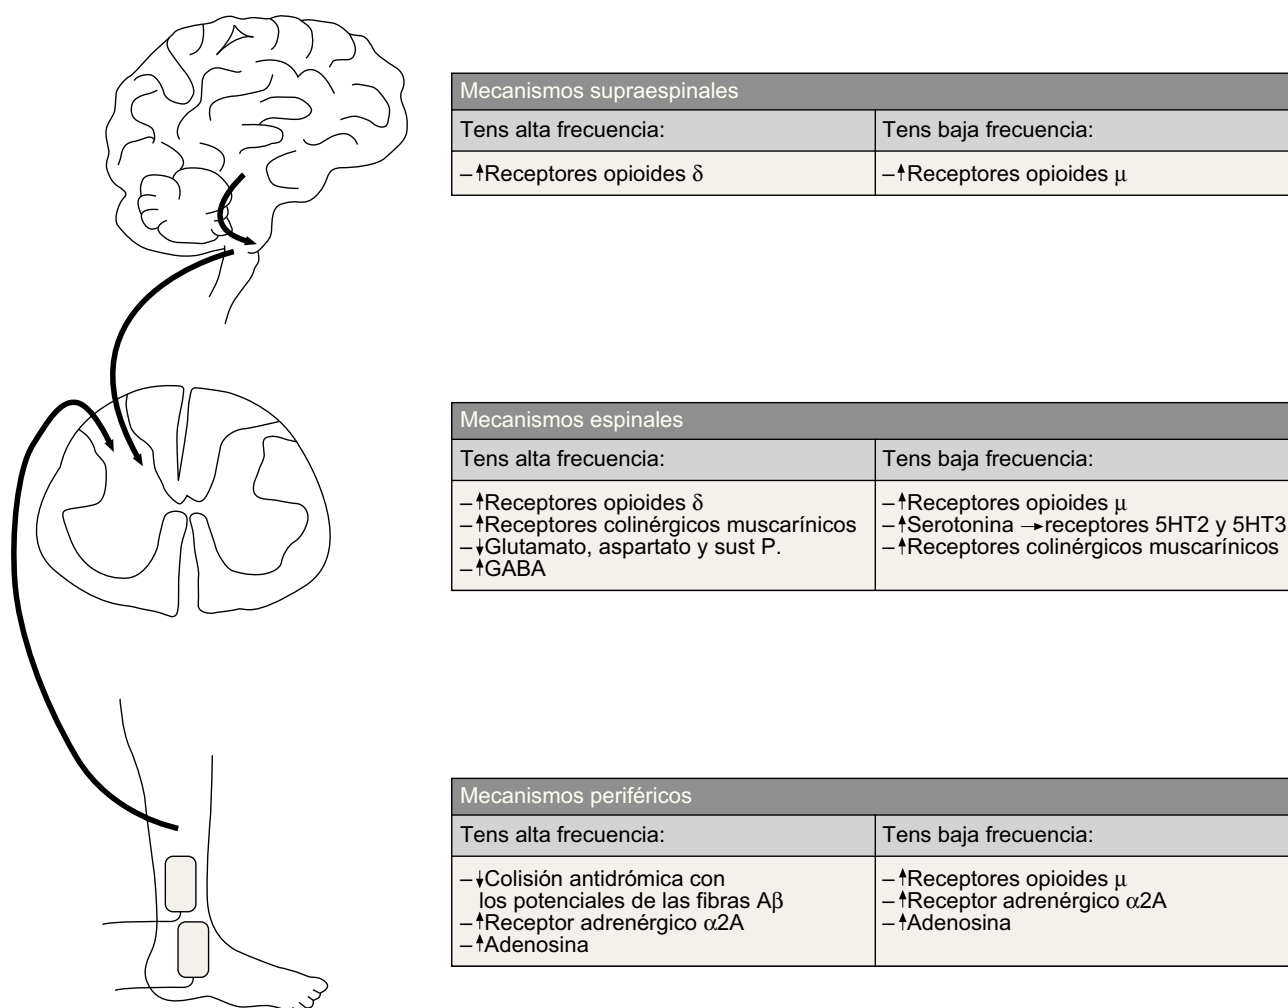 Mecanismos supraespinales
Tens alta frecuencia:
Tens baja frecuencia:
–↑Receptores opioides δ
–↑Receptores opioides μ
Mecanismos espinales
Tens alta frecuencia:
Tens baja frecuencia:
–↑Receptores opioides δ
–↑Receptores colinérgicos muscarínicos
–↓Glutamato, aspartato y sust P.
–↑GABA
–↑Receptores opioides μ
–↑Serotonina →receptores 5HT2 y 5HT3
–↑Receptores colinérgicos muscarínicos
Mecanismos periféricos
Tens alta frecuencia:
Tens baja frecuencia:
–↓Colisión antidrómica con
los potenciales de las fibras Aβ
–↑Receptor adrenérgico α2A
–↑Adenosina
–↑Receptores opioides μ
–↑Receptor adrenérgico α2A
–↑Adenosina